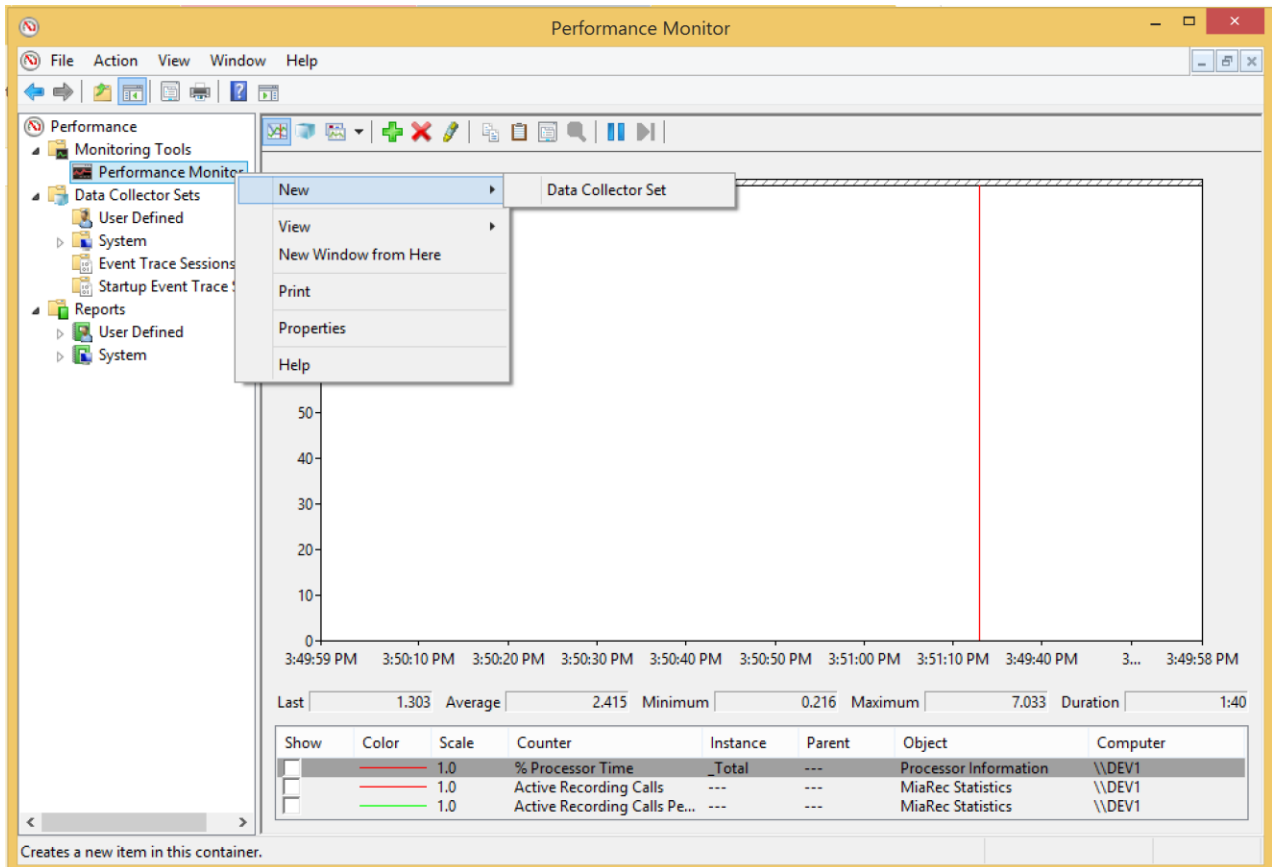 Performance Monitor
File Action View Window Help
Performance
Monitoring Tools
Performance Monitor
Data Collector Sets
User Defined
System
Event Trace Sessions
Startup Event Trace
Reports
User Defined
System
New
Data Collector Set
View
New Window from Here
Print
Properties
Help
50
40
30
20
10
0
3:49:59 PM 3:50:10 PM 3:50:20 PM 3:50:30 PM 3:50:40 PM 3:50:50 PM 3:51:00 PM 3:51:10 PM 3:49:40 PM 3... 3:49:58 PM
Last 1.303 Average 2.415 Minimum 0.216 Maximum 7.033 Duration 1:40
Show Color Scale Counter Instance Parent Object Computer
1.0 % Processor Time _Total --- Processor Information \\DEV1
1.0 Active Recording Calls --- --- MiaRec Statistics \\DEV1
1.0 Active Recording Calls Pe... --- --- MiaRec Statistics \\DEV1
Creates a new item in this container.